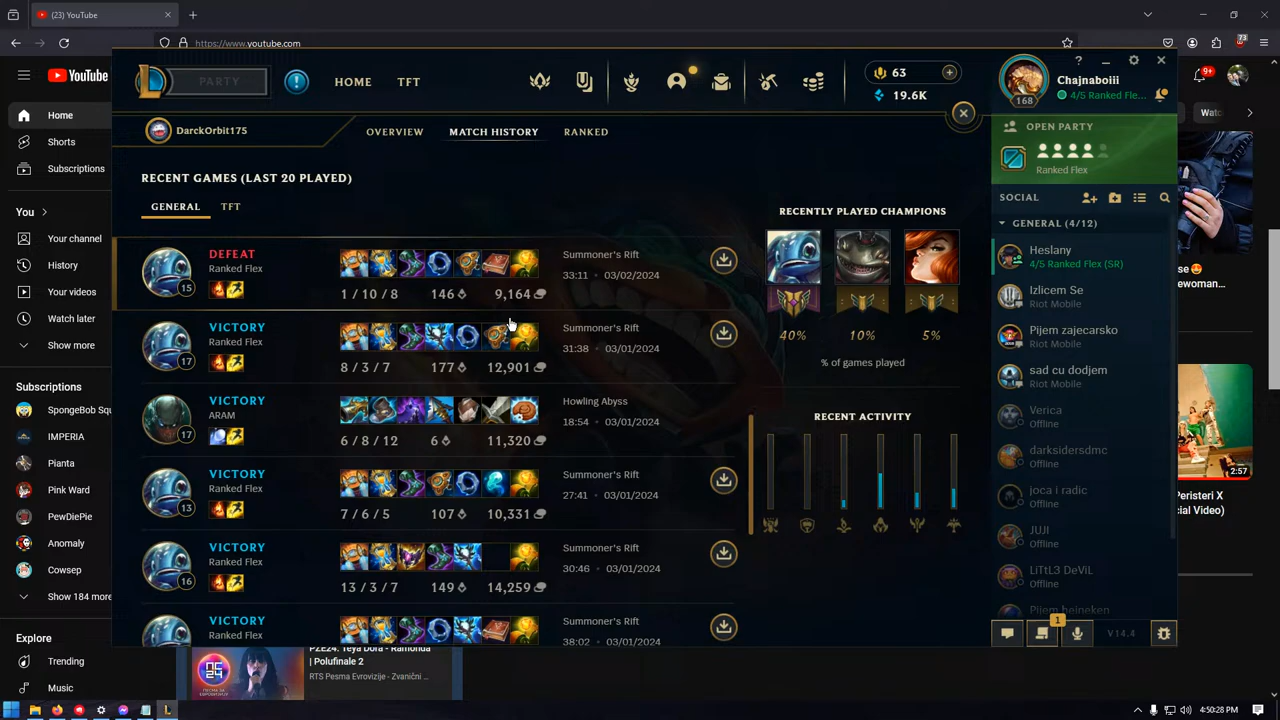 (23) YouTube
https://www.youtube.com
73
YouTube
9+
Home
Shorts
Subscriptions
You
Your channel
History
Your videos
Watch later
Show more
Subscriptions
SpongeBob Squ
IMPERIA
Pianta
Pink Ward
PewDiePie
Anomaly
Cowsep
Show 184 more
Explore
Trending
Music
PARTY
HOME
TFT
63
19.6K
Chajnaboiii
4/5 Ranked Fle...
168
DarckOrbit175
OVERVIEW
MATCH HISTORY
RANKED
RECENT GAMES (LAST 20 PLAYED)
GENERAL
TFT
DEFEAT
Ranked Flex
15
1 / 10 / 8
146
9,164
Summoner's Rift
33:11 • 03/02/2024
VICTORY
Ranked Flex
17
8 / 3 / 7
177
12,901
Summoner's Rift
31:38 • 03/01/2024
VICTORY
ARAM
17
6 / 8 / 12
6
11,320
Howling Abyss
18:54 • 03/01/2024
VICTORY
Ranked Flex
13
7 / 6 / 5
107
10,331
Summoner's Rift
27:41 • 03/01/2024
VICTORY
Ranked Flex
16
13 / 3 / 7
149
14,259
Summoner's Rift
30:46 • 03/01/2024
VICTORY
Ranked Flex
Summoner's Rift
38:02 • 03/01/2024
RECENTLY PLAYED CHAMPIONS
40%
10%
5%
% of games played
RECENT ACTIVITY
OPEN PARTY
Ranked Flex
SOCIAL
GENERAL (4/12)
Heslany
4/5 Ranked Flex (SR)
Izlicem Se
Riot Mobile
Pijem zajecarsko
Riot Mobile
sad cu dodjem
Riot Mobile
Verica
Offline
darksidersdmc
Offline
joca i radic
Offline
JUJI
Offline
LiTtL3 DeViL
Offline
Pijem heineken
1
V14.4
Watc
2:57
Peristeri X
cial Video)
ewoman...
PZE24: Teya Dora - Ramonda
| Polufinale 2
RTS Pesma Evrovizije - Zvanični ...
4:50:28 PM